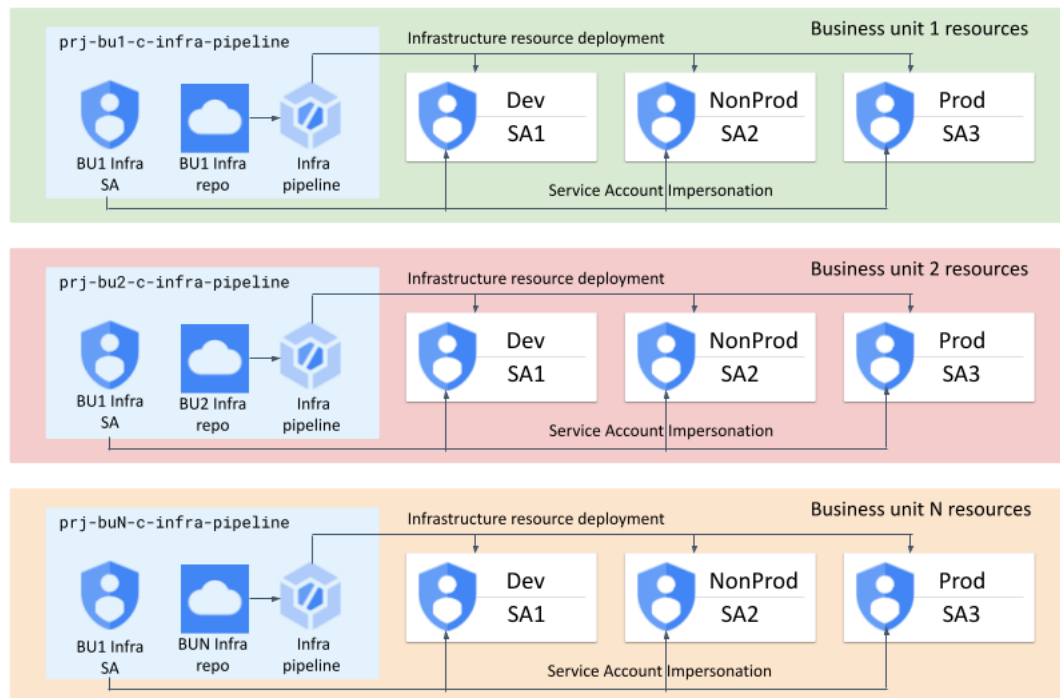 Business unit 1 resources
prj-bu1-c-infra-pipeline
Infrastructure resource deployment
Dev
SA1
NonProd
SA2
Prod
SA3
BU1 Infra
SA
BU1 Infra
repo
Infra
pipeline
Service Account Impersonation
Business unit 2 resources
prj-bu2-c-infra-pipeline
Infrastructure resource deployment
Dev
SA1
NonProd
SA2
Prod
SA3
BU1 Infra
SA
BU2 Infra
repo
Infra
pipeline
Service Account Impersonation
Business unit N resources
prj-buN-c-infra-pipeline
Infrastructure resource deployment
Dev
SA1
NonProd
SA2
Prod
SA3
BU1 Infra
SA
BUN Infra
repo
Infra
pipeline
Service Account Impersonation